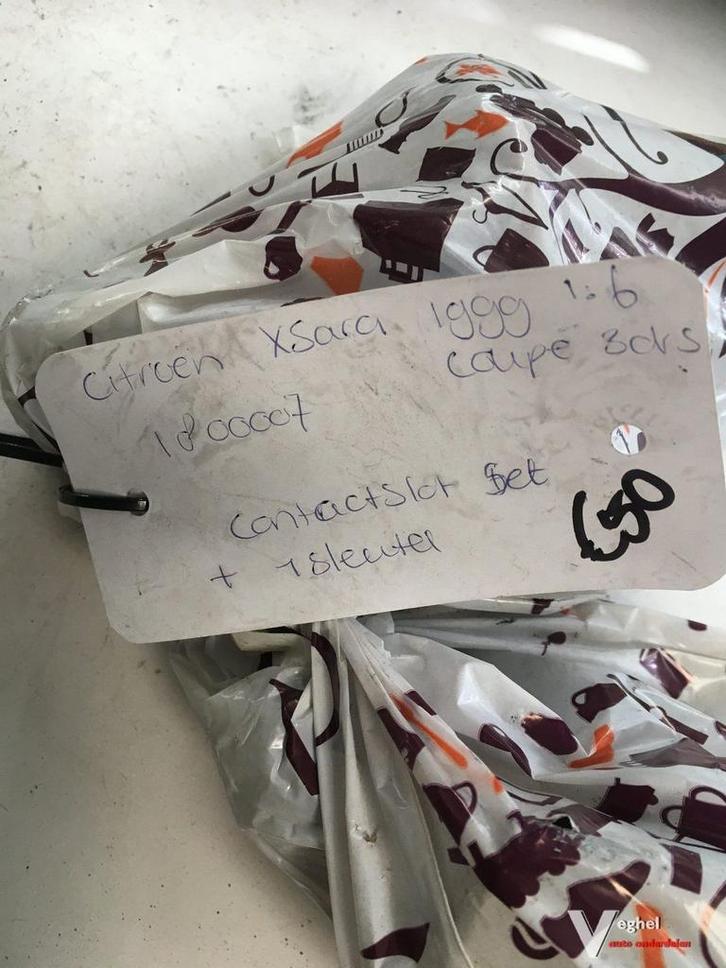 Citroen Xsara 1999 1:6
Coupe 3drs
1800007
Contactslot Set
+ 1 sleutel
€50
Veghel
auto onderdelen